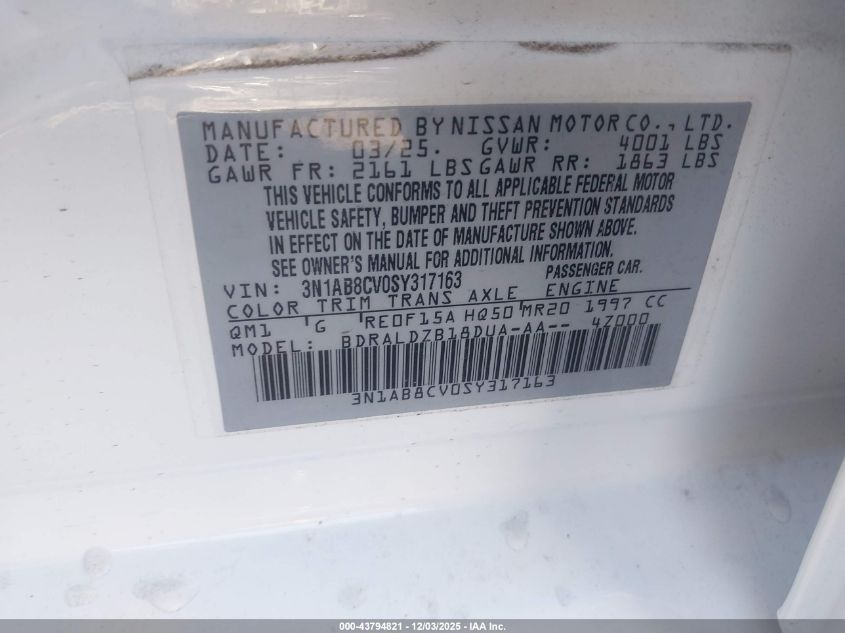 MANUFACTURED BY NISSAN MOTOR CO., LTD.
DATE: 03/25. GVWR: 4001 LBS
GAWR FR: 2161 LBS GAWR RR: 1863 LBS
THIS VEHICLE CONFORMS TO ALL APPLICABLE FEDERAL MOTOR
VEHICLE SAFETY, BUMPER AND THEFT PREVENTION STANDARDS
IN EFFECT ON THE DATE OF MANUFACTURE SHOWN ABOVE.
SEE OWNER'S MANUAL FOR ADDITIONAL INFORMATION.
VIN: 3N1AB8CV0SY317163 PASSENGER CAR.
COLOR TRIM TRANS AXLE ENGINE
QM1 G RE0F15A HQ50 MR20 1997 CC
MODEL: BDRALDZB18DUA-AA-- 4Z000
3N1AB8CV0SY317163
000-43794821 - 12/03/2025 - IAA Inc.